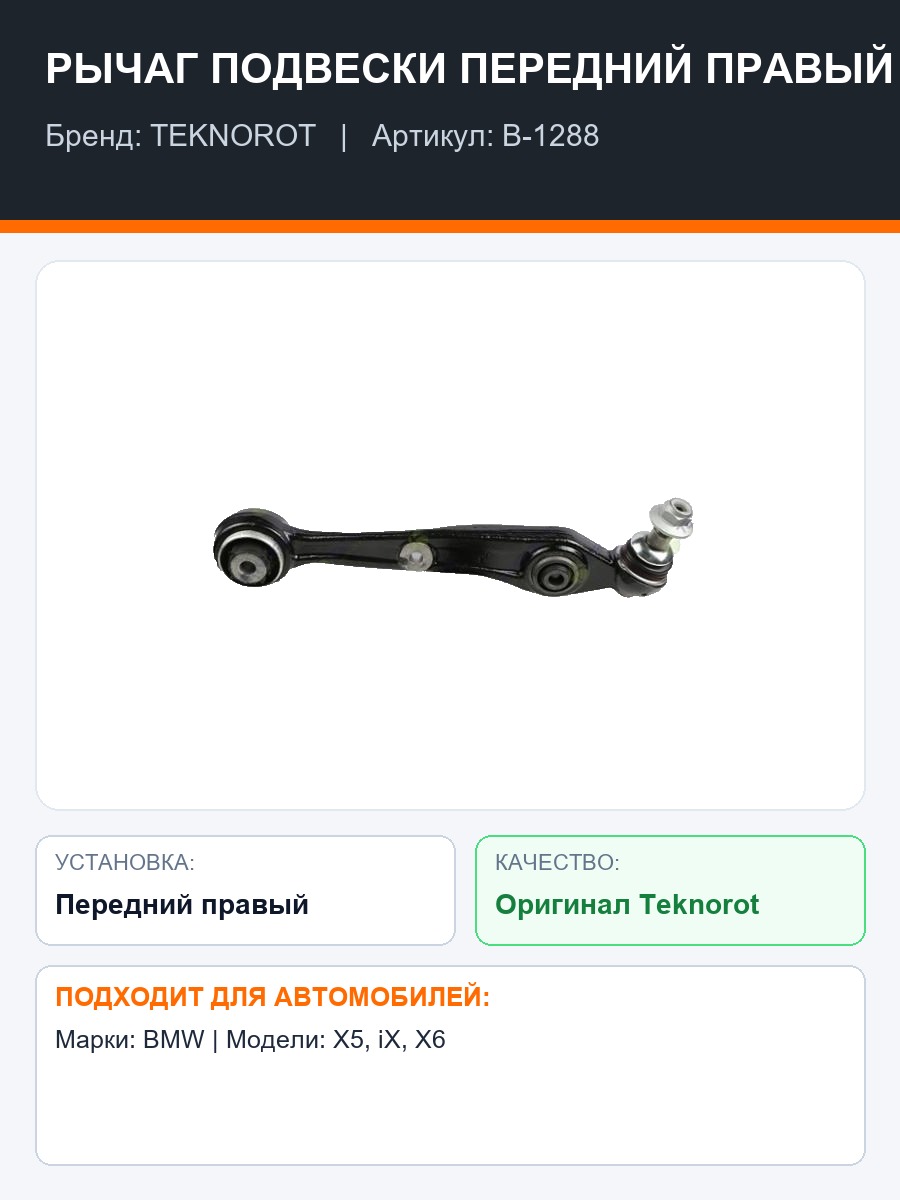 РЫЧАГ ПОДВЕСКИ ПЕРЕДНИЙ ПРАВЫЙ
Бренд: TEKNOROT | Артикул: B-1288
УСТАНОВКА:
Передний правый
КАЧЕСТВО:
Оригинал Teknorot
ПОДХОДИТ ДЛЯ АВТОМОБИЛЕЙ:
Марки: BMW | Модели: X5, iX, X6